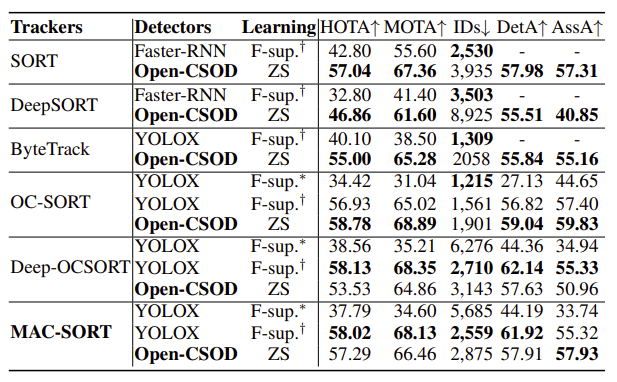 Trackers Detectors Learning HOTA↑ MOTA↑ IDs↓ DetA↑ AssA↑
SORT
Faster-RNN F-sup.† 42.80 55.60 2,530 - -
Open-CSOD ZS 57.04 67.36 3,935 57.98 57.31
DeepSORT
Faster-RNN F-sup.† 32.80 41.40 3,503 - -
Open-CSOD ZS 46.86 61.60 8,925 55.51 40.85
ByteTrack
YOLOX F-sup.† 40.10 38.50 1,309 - -
Open-CSOD ZS 55.00 65.28 2058 55.84 55.16
OC-SORT
YOLOX F-sup.* 34.42 31.04 1,215 27.13 44.65
YOLOX F-sup.† 56.93 65.02 1,561 56.82 57.40
Open-CSOD ZS 58.78 68.89 1,901 59.04 59.83
YOLOX F-sup.* 38.56 35.21 6,276 44.36 34.94
Deep-OCSORT YOLOX F-sup.† 58.13 68.35 2,710 62.14 55.33
Open-CSOD ZS 53.53 64.86 3,143 57.63 50.96
YOLOX F-sup.* 37.79 34.60 5,685 44.19 33.74
MAC-SORT YOLOX F-sup.† 58.02 68.13 2,559 61.92 55.32
Open-CSOD ZS 57.29 66.46 2,875 57.91 57.93